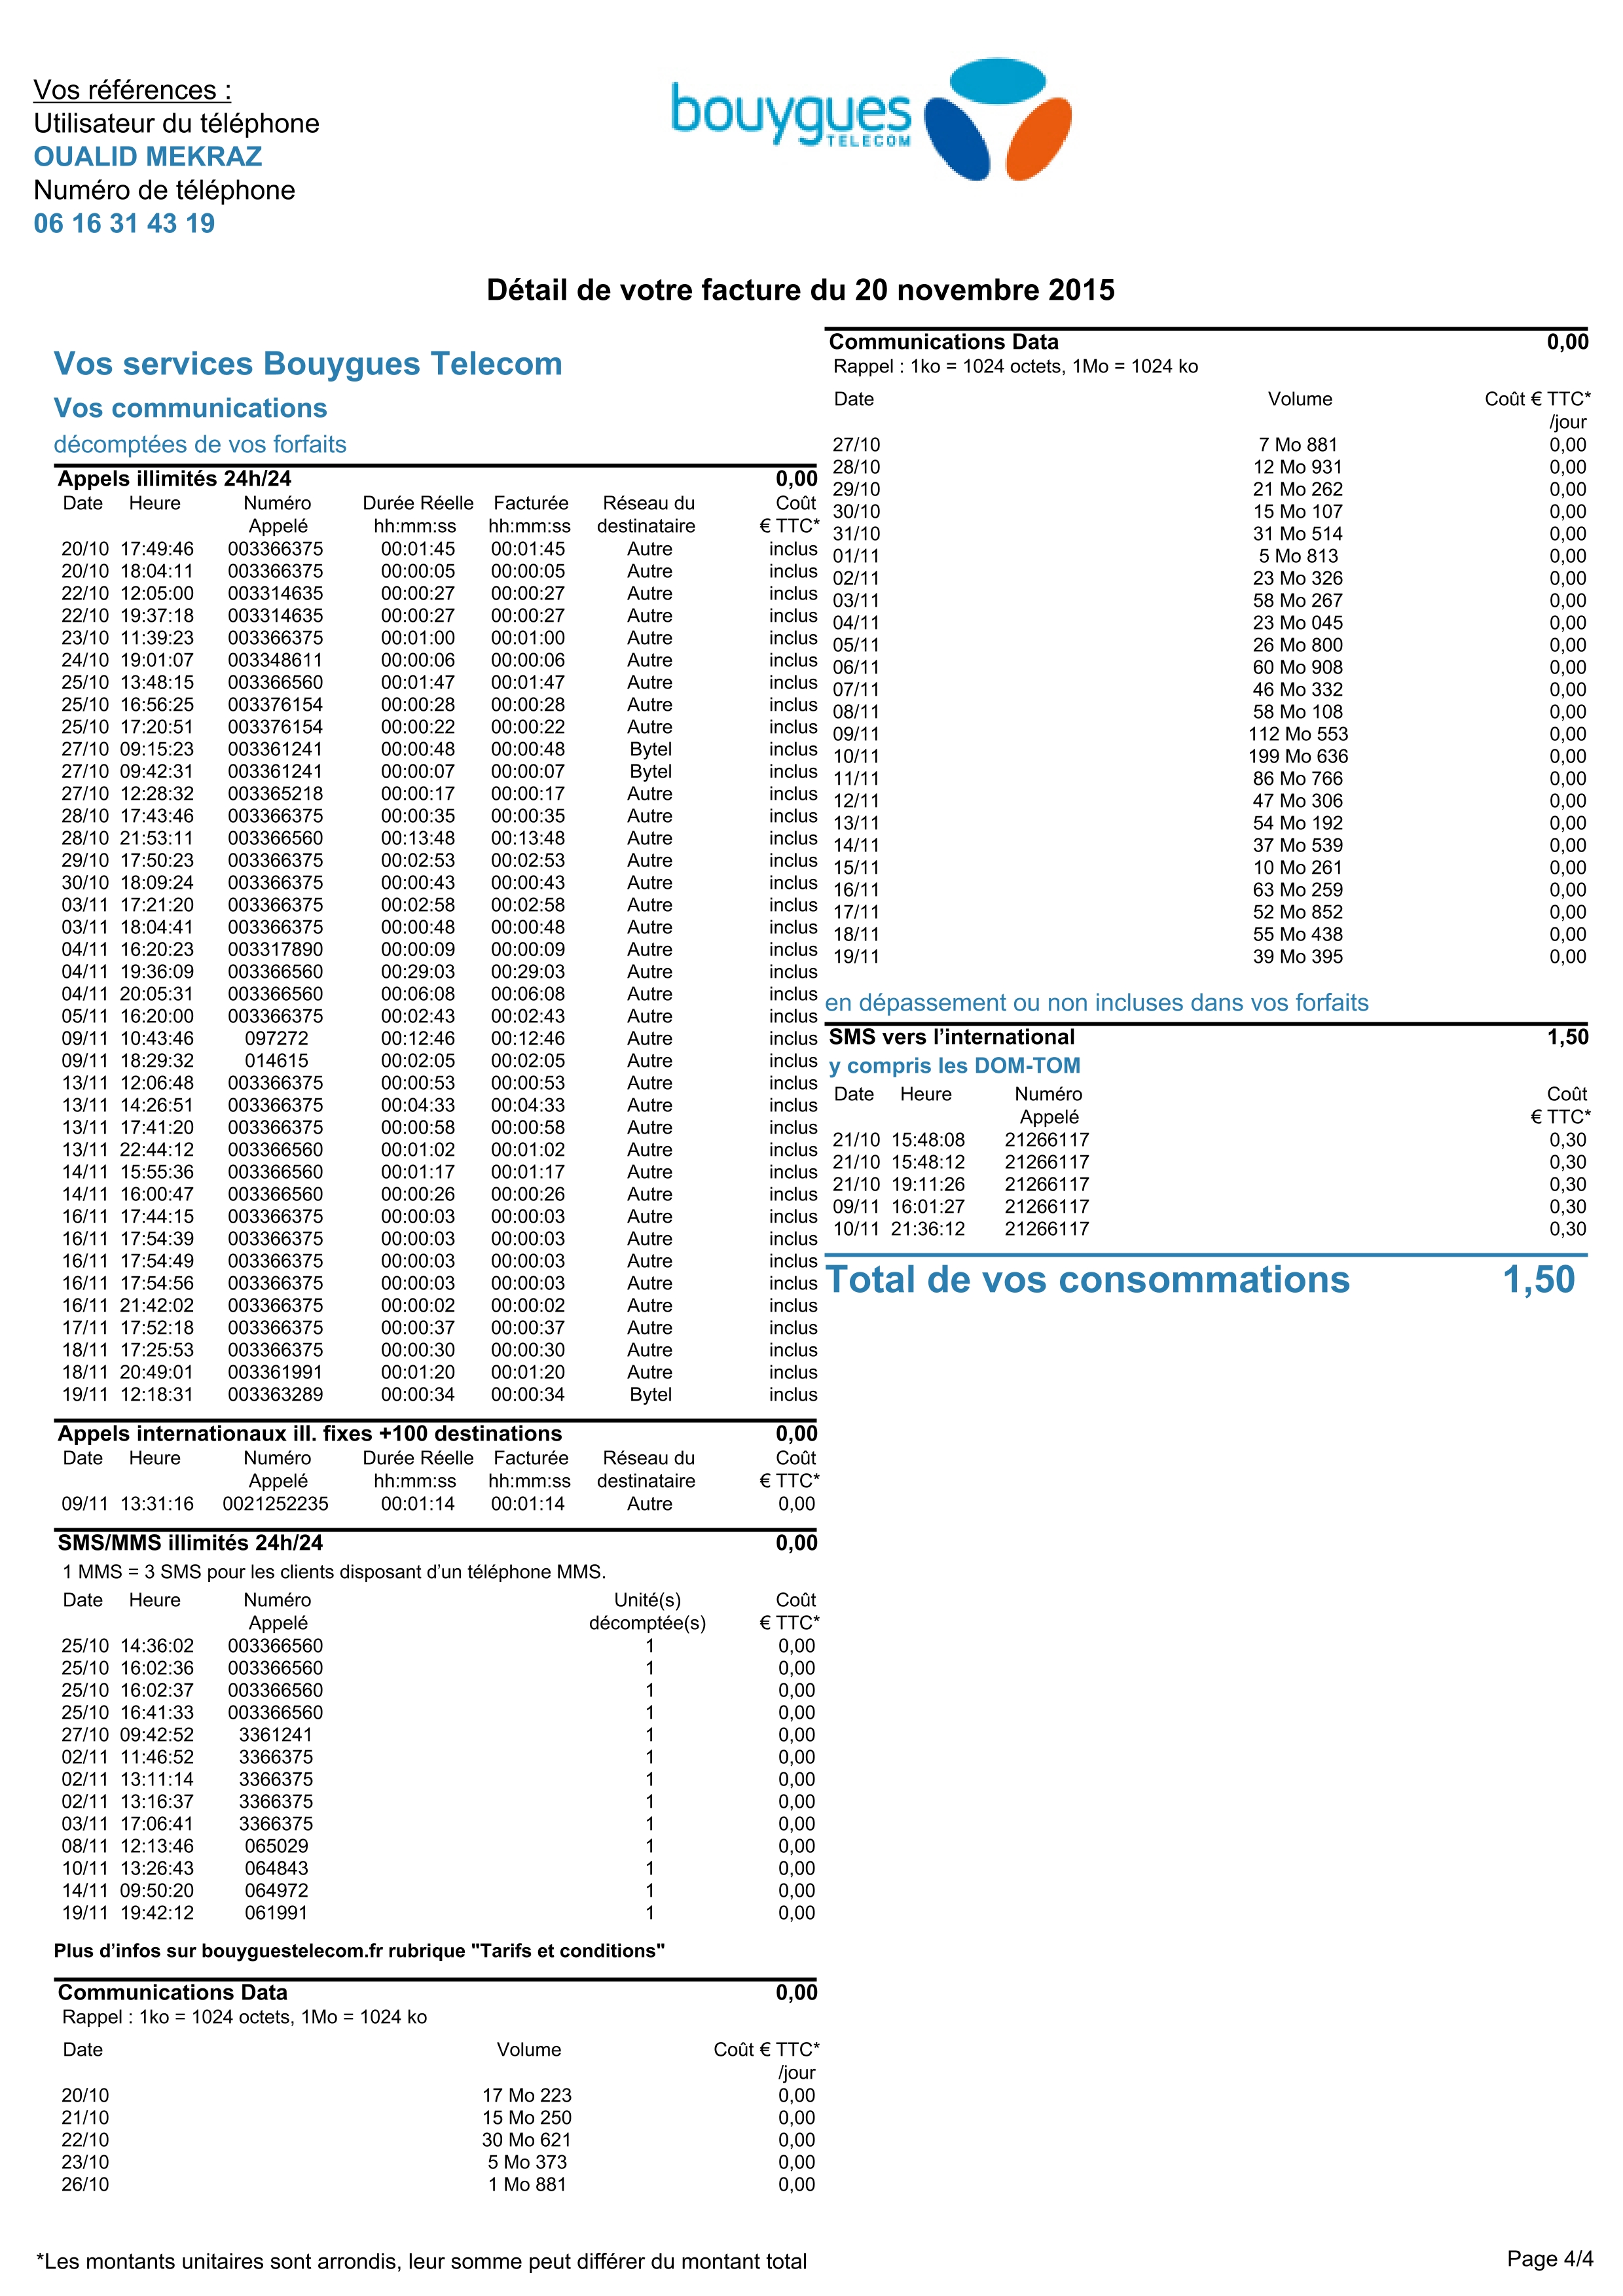 Vos références :
Utilisateur du téléphone
OUALID MEKRAZ
Numéro de téléphone
06 16 31 43 19
bouygues
TELECOM
Détail de votre facture du 20 novembre 2015
Vos services Bouygues Telecom
Vos communications
décomptées de vos forfaits
Appels illimités 24h/24 0,00
Date Heure Numéro Durée Réelle Facturée Réseau du Coût
Appelé hh:mm:ss hh:mm:ss destinataire € TTC*
20/10 17:49:46 003366375 00:01:45 00:01:45 Autre inclus
20/10 18:04:11 003366375 00:00:05 00:00:05 Autre inclus
22/10 12:05:00 003314635 00:00:27 00:00:27 Autre inclus
22/10 19:37:18 003314635 00:00:27 00:00:27 Autre inclus
23/10 11:39:23 003366375 00:01:00 00:01:00 Autre inclus
24/10 19:01:07 003348611 00:00:06 00:00:06 Autre inclus
25/10 13:48:15 003366560 00:01:47 00:01:47 Autre inclus
25/10 16:56:25 003376154 00:00:28 00:00:28 Autre inclus
25/10 17:20:51 003376154 00:00:22 00:00:22 Autre inclus
27/10 09:15:23 003361241 00:00:48 00:00:48 Bytel inclus
27/10 09:42:31 003361241 00:00:07 00:00:07 Bytel inclus
27/10 12:28:32 003365218 00:00:17 00:00:17 Autre inclus
28/10 17:43:46 003366375 00:00:35 00:00:35 Autre inclus
28/10 21:53:11 003366560 00:13:48 00:13:48 Autre inclus
29/10 17:50:23 003366375 00:02:53 00:02:53 Autre inclus
30/10 18:09:24 003366375 00:00:43 00:00:43 Autre inclus
03/11 17:21:20 003366375 00:02:58 00:02:58 Autre inclus
03/11 18:04:41 003366375 00:00:48 00:00:48 Autre inclus
04/11 16:20:23 003317890 00:00:09 00:00:09 Autre inclus
04/11 19:36:09 003366560 00:29:03 00:29:03 Autre inclus
04/11 20:05:31 003366560 00:06:08 00:06:08 Autre inclus
05/11 16:20:00 003366375 00:02:43 00:02:43 Autre inclus
09/11 10:43:46 097272 00:12:46 00:12:46 Autre inclus
09/11 18:29:32 014615 00:02:05 00:02:05 Autre inclus
13/11 12:06:48 003366375 00:00:53 00:00:53 Autre inclus
13/11 14:26:51 003366375 00:04:33 00:04:33 Autre inclus
13/11 17:41:20 003366375 00:00:58 00:00:58 Autre inclus
13/11 22:44:12 003366560 00:01:02 00:01:02 Autre inclus
14/11 15:55:36 003366560 00:01:17 00:01:17 Autre inclus
14/11 16:00:47 003366560 00:00:26 00:00:26 Autre inclus
16/11 17:44:15 003366375 00:00:03 00:00:03 Autre inclus
16/11 17:54:39 003366375 00:00:03 00:00:03 Autre inclus
16/11 17:54:49 003366375 00:00:03 00:00:03 Autre inclus
16/11 17:54:56 003366375 00:00:03 00:00:03 Autre inclus
16/11 21:42:02 003366375 00:00:02 00:00:02 Autre inclus
17/11 17:52:18 003366375 00:00:37 00:00:37 Autre inclus
18/11 17:25:53 003366375 00:00:30 00:00:30 Autre inclus
18/11 20:49:01 003361991 00:01:20 00:01:20 Autre inclus
19/11 12:18:31 003363289 00:00:34 00:00:34 Bytel inclus
Appels internationaux ill. fixes +100 destinations 0,00
Date Heure Numéro Durée Réelle Facturée Réseau du Coût
Appelé hh:mm:ss hh:mm:ss destinataire € TTC*
09/11 13:31:16 0021252235 00:01:14 00:01:14 Autre 0,00
SMS/MMS illimités 24h/24 0,00
1 MMS = 3 SMS pour les clients disposant d'un téléphone MMS.
Date Heure Numéro Unité(s) Coût
Appelé décomptée(s) € TTC*
25/10 14:36:02 003366560 1 0,00
25/10 16:02:36 003366560 1 0,00
25/10 16:02:37 003366560 1 0,00
25/10 16:41:33 003366560 1 0,00
27/10 09:42:52 3361241 1 0,00
02/11 11:46:52 3366375 1 0,00
02/11 13:11:14 3366375 1 0,00
02/11 13:16:37 3366375 1 0,00
03/11 17:06:41 3366375 1 0,00
08/11 12:13:46 065029 1 0,00
10/11 13:26:43 064843 1 0,00
14/11 09:50:20 064972 1 0,00
19/11 19:42:12 061991 1 0,00
Plus d'infos sur bouyguestelecom.fr rubrique "Tarifs et conditions"
Communications Data 0,00
Rappel : 1ko = 1024 octets, 1Mo = 1024 ko
Date Volume Coût € TTC*
/jour
20/10 17 Mo 223 0,00
21/10 15 Mo 250 0,00
22/10 30 Mo 621 0,00
23/10 5 Mo 373 0,00
26/10 1 Mo 881 0,00
Communications Data 0,00
Rappel : 1ko = 1024 octets, 1Mo = 1024 ko
Date Volume Coût € TTC*
/jour
27/10 7 Mo 881 0,00
28/10 12 Mo 931 0,00
29/10 21 Mo 262 0,00
30/10 15 Mo 107 0,00
31/10 31 Mo 514 0,00
01/11 5 Mo 813 0,00
02/11 23 Mo 326 0,00
03/11 58 Mo 267 0,00
04/11 23 Mo 045 0,00
05/11 26 Mo 800 0,00
06/11 60 Mo 908 0,00
07/11 46 Mo 332 0,00
08/11 58 Mo 108 0,00
09/11 112 Mo 553 0,00
10/11 199 Mo 636 0,00
11/11 86 Mo 766 0,00
12/11 47 Mo 306 0,00
13/11 54 Mo 192 0,00
14/11 37 Mo 539 0,00
15/11 10 Mo 261 0,00
16/11 63 Mo 259 0,00
17/11 52 Mo 852 0,00
18/11 55 Mo 438 0,00
19/11 39 Mo 395 0,00
en dépassement ou non incluses dans vos forfaits
SMS vers l'international 1,50
y compris les DOM-TOM
Date Heure Numéro Coût
Appelé € TTC*
21/10 15:48:08 21266117 0,30
21/10 15:48:12 21266117 0,30
21/10 19:11:26 21266117 0,30
09/11 16:01:27 21266117 0,30
10/11 21:36:12 21266117 0,30
Total de vos consommations 1,50
*Les montants unitaires sont arrondis, leur somme peut différer du montant total
Page 4/4